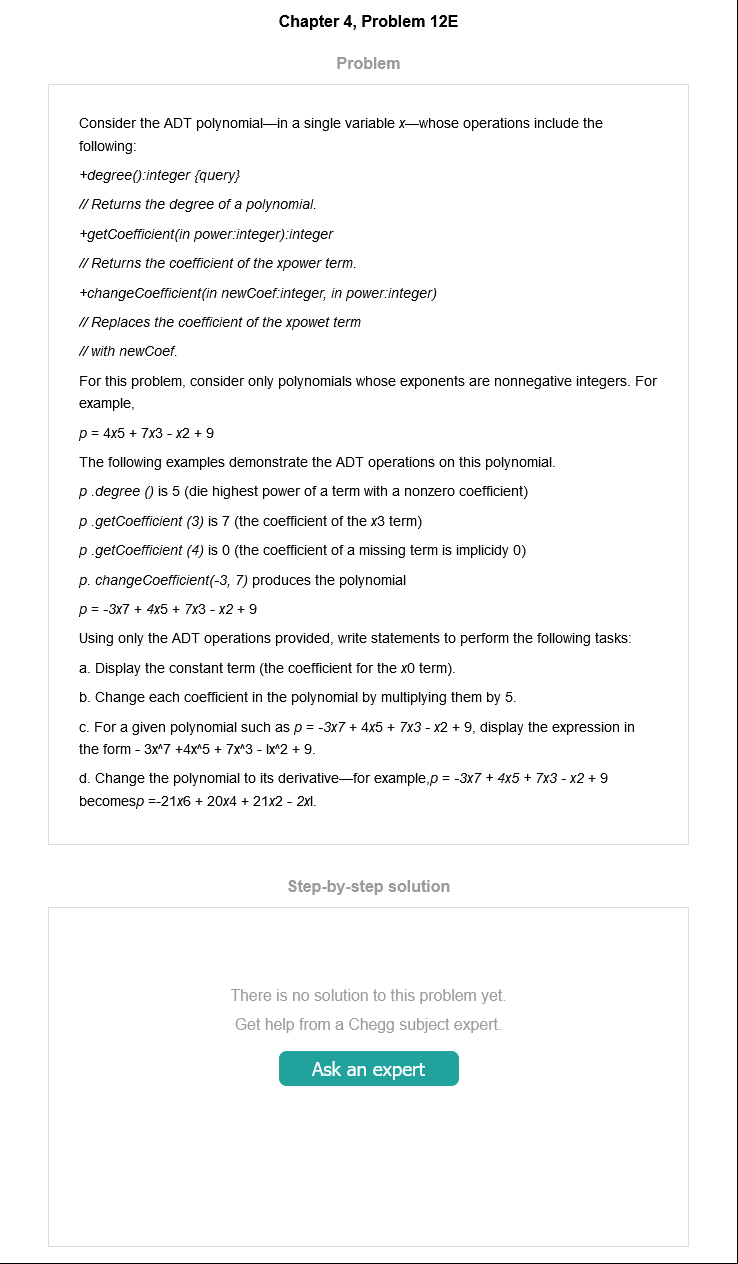 Chapter 4, Problem 12E
Problem
Consider the ADT polynomial—in a single variable x—whose operations include the
following:
+degree():integer {query}
// Returns the degree of a polynomial.
+getCoefficient(in power:integer):integer
// Returns the coefficient of the xpower term.
+changeCoefficient(in newCoef:integer, in power:integer)
// Replaces the coefficient of the xpowet term
// with newCoef.
For this problem, consider only polynomials whose exponents are nonnegative integers. For
example,
p = 4x5 + 7x3 - x2 + 9
The following examples demonstrate the ADT operations on this polynomial.
p .degree () is 5 (die highest power of a term with a nonzero coefficient)
p .getCoefficient (3) is 7 (the coefficient of the x3 term)
p .getCoefficient (4) is 0 (the coefficient of a missing term is implicidy 0)
p. changeCoefficient(-3, 7) produces the polynomial
p = -3x7 + 4x5 + 7x3 - x2 + 9
Using only the ADT operations provided, write statements to perform the following tasks:
a. Display the constant term (the coefficient for the x0 term).
b. Change each coefficient in the polynomial by multiplying them by 5.
c. For a given polynomial such as p = -3x7 + 4x5 + 7x3 - x2 + 9, display the expression in
the form - 3x^7 +4x^5 + 7x^3 - lx^2 + 9.
d. Change the polynomial to its derivative—for example,p = -3x7 + 4x5 + 7x3 - x2 + 9
becomesp =-21x6 + 20x4 + 21x2 - 2xl.
Step-by-step solution
There is no solution to this problem yet.
Get help from a Chegg subject expert.
Ask an expert